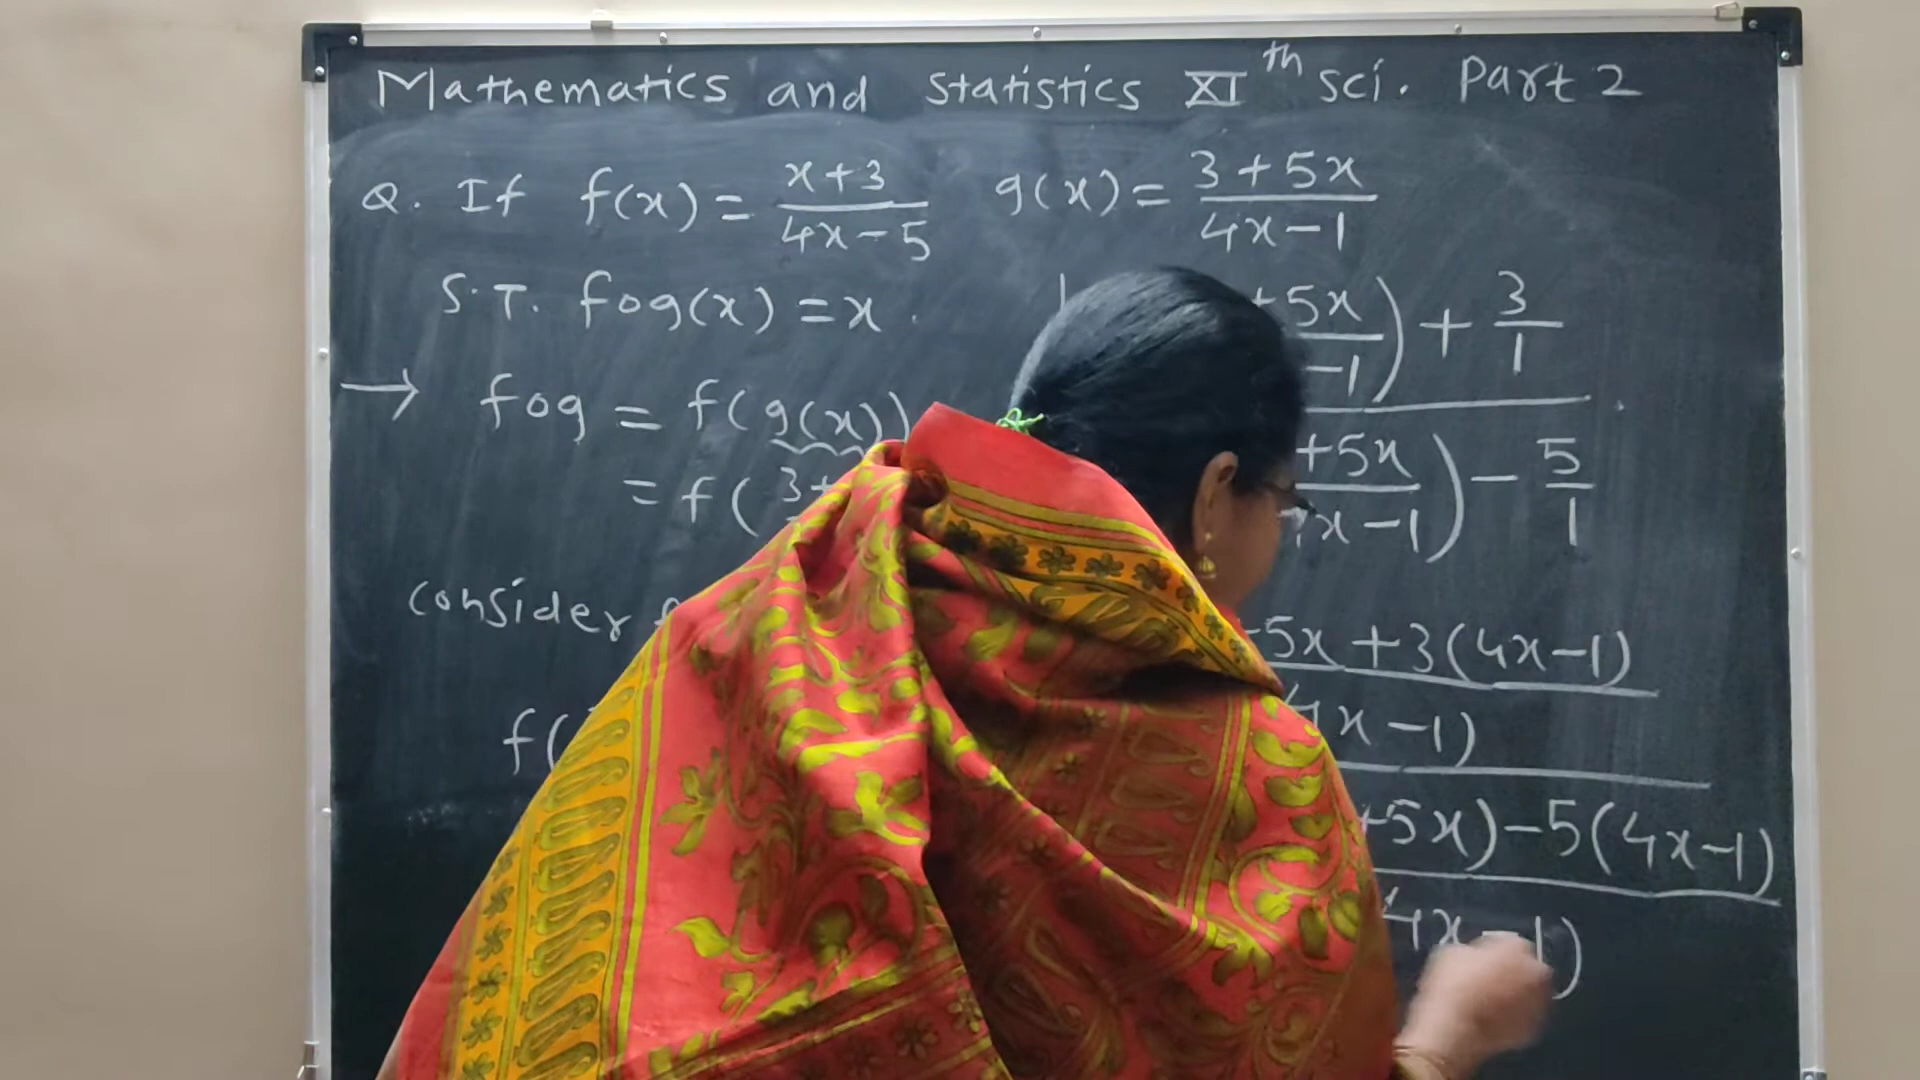 Mathematics and Statistics XI th Sci. Part 2
Q. If f(x) = x+3 / 4x-5 g(x) = 3+5x / 4x-1
S.T. fog(x) = x.
→ fog = f(g(x))
= f( 3+
consider
f(
+5x / -1) + 3/1
+5x / x-1) - 5/1
5x + 3(4x-1)
4x-1)
+5x) - 5(4x-1)
4x-1)